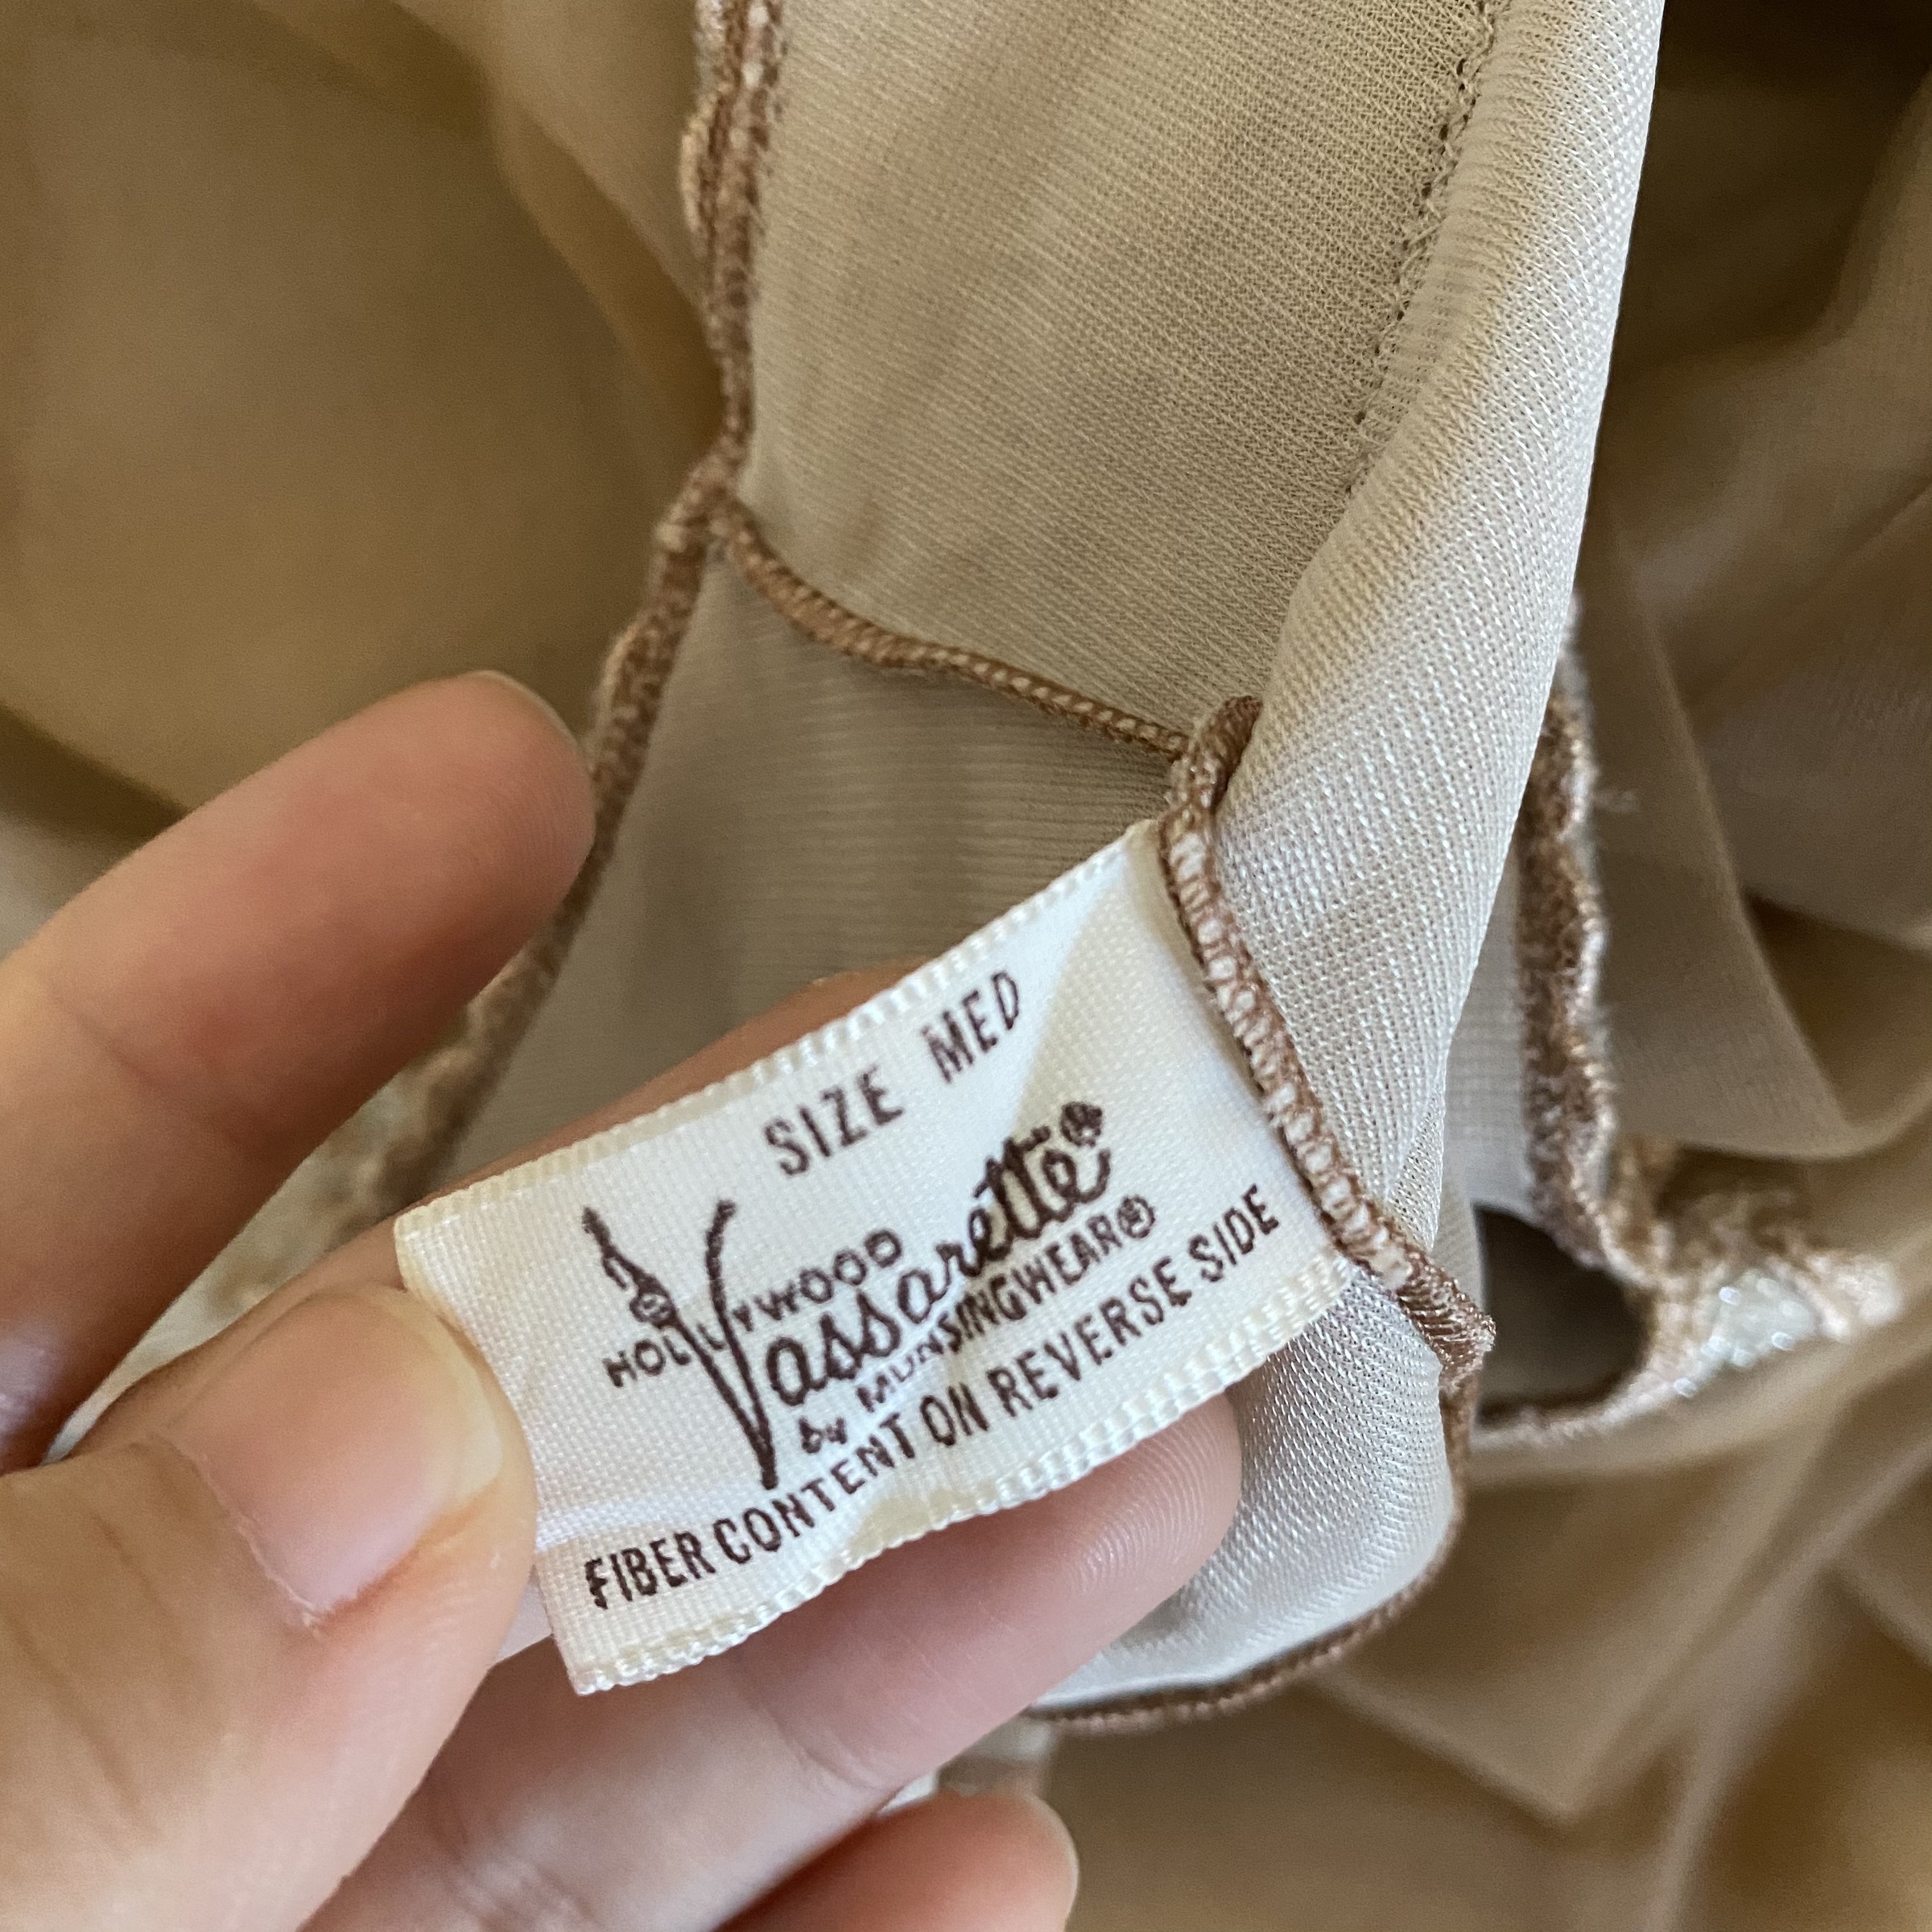 SIZE MED
HOLLYWOOD
Vassarette®
by MUNSINGWEAR®
FIBER CONTENT ON REVERSE SIDE